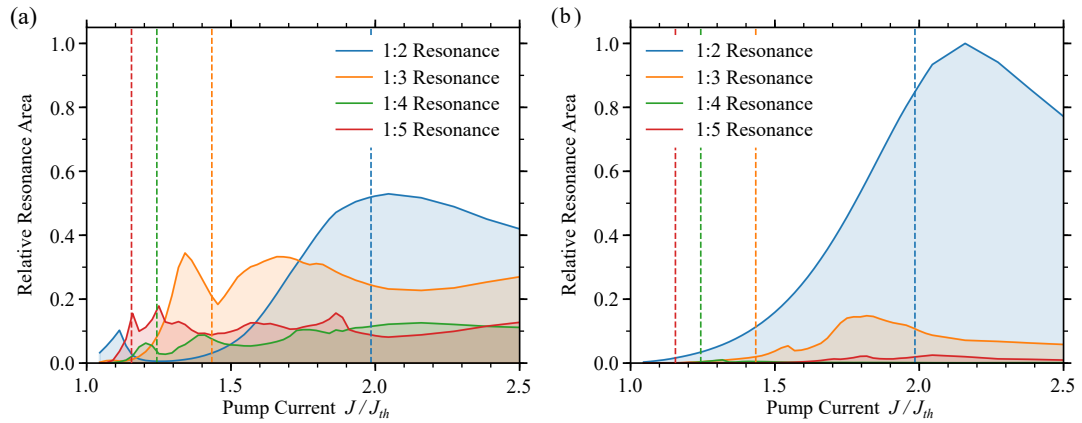 (a)
Relative Resonance Area
1.0
0.8
0.6
0.4
0.2
0.0
1:2 Resonance
1:3 Resonance
1:4 Resonance
1:5 Resonance
1.0 1.5 2.0 2.5
Pump Current J / J_th
(b)
Relative Resonance Area
1.0
0.8
0.6
0.4
0.2
0.0
1:2 Resonance
1:3 Resonance
1:4 Resonance
1:5 Resonance
1.0 1.5 2.0 2.5
Pump Current J / J_th